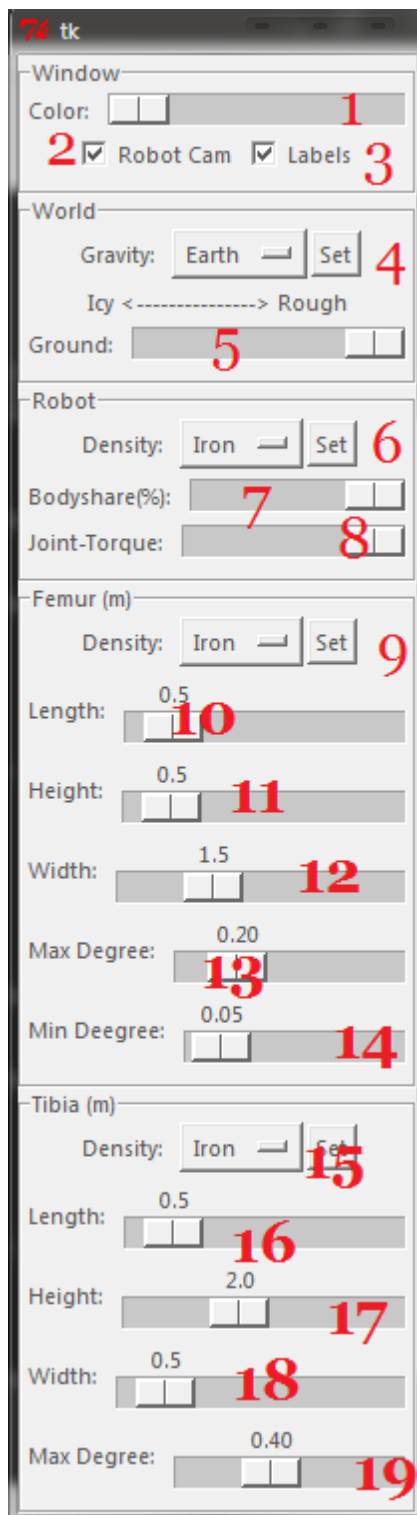 tk
Window
Color: 1
2 Robot Cam Labels 3
World
Gravity: Earth Set 4
Icy <---------------> Rough
Ground: 5
Robot
Density: Iron Set 6
Bodyshare(%): 7
Joint-Torque: 8
Femur (m)
Density: Iron Set 9
0.5
Length: 10
0.5
Height: 11
1.5
Width: 12
0.20
Max Degree: 13
0.05
Min Deegree: 14
Tibia (m)
Density: Iron Set 15
0.5
Length: 16
2.0
Height: 17
0.5
Width: 18
0.40
Max Degree: 19